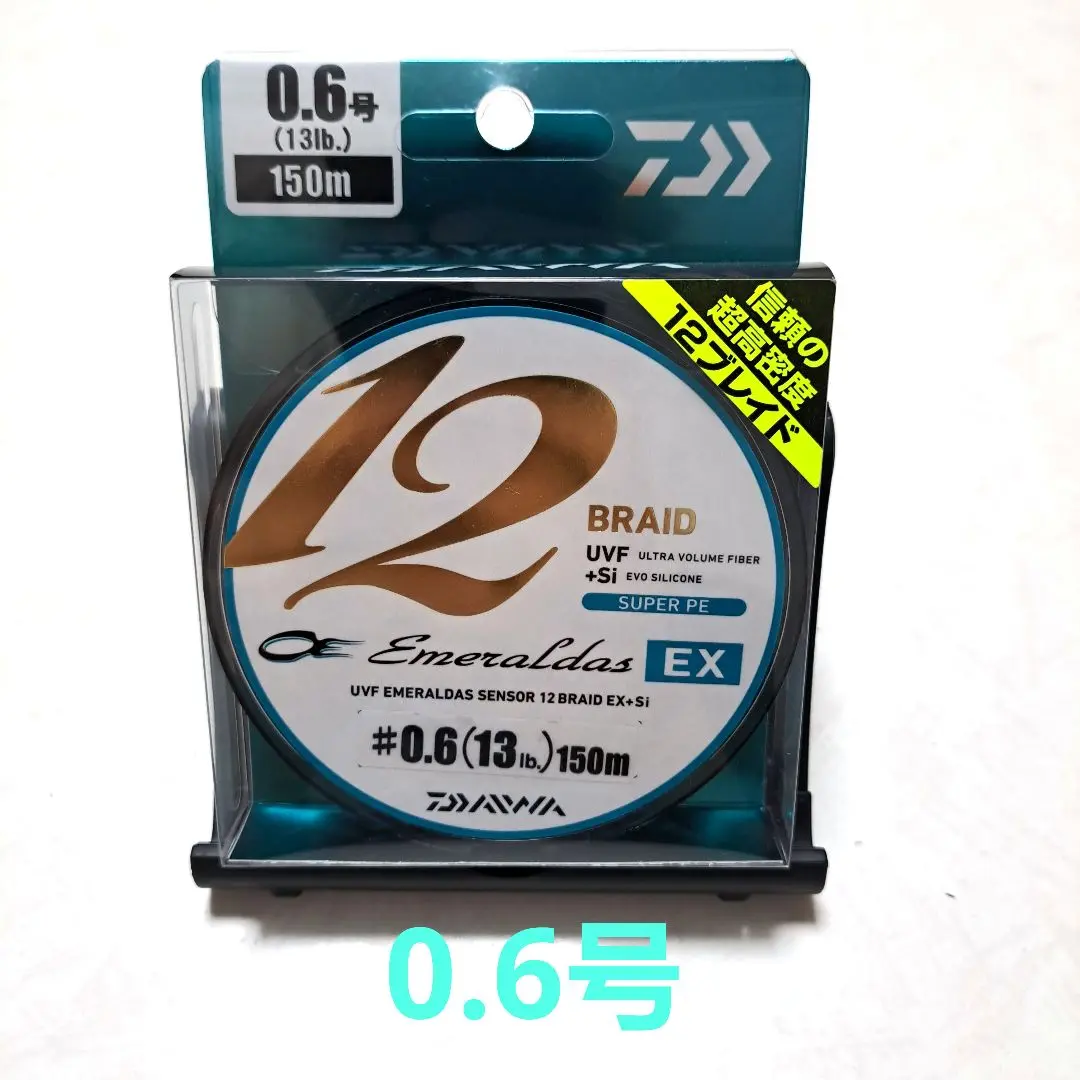 0.6号
(13lb.)
150m
DAIWA
信頼の
超高密度
12ブレイド
12
BRAID
UVF ULTRA VOLUME FIBER
+Si EVO SILICONE
SUPER PE
Emeraldas EX
UVF EMERALDAS SENSOR 12 BRAID EX+Si
#0.6(13lb.)150m
DAIWA
0.6号